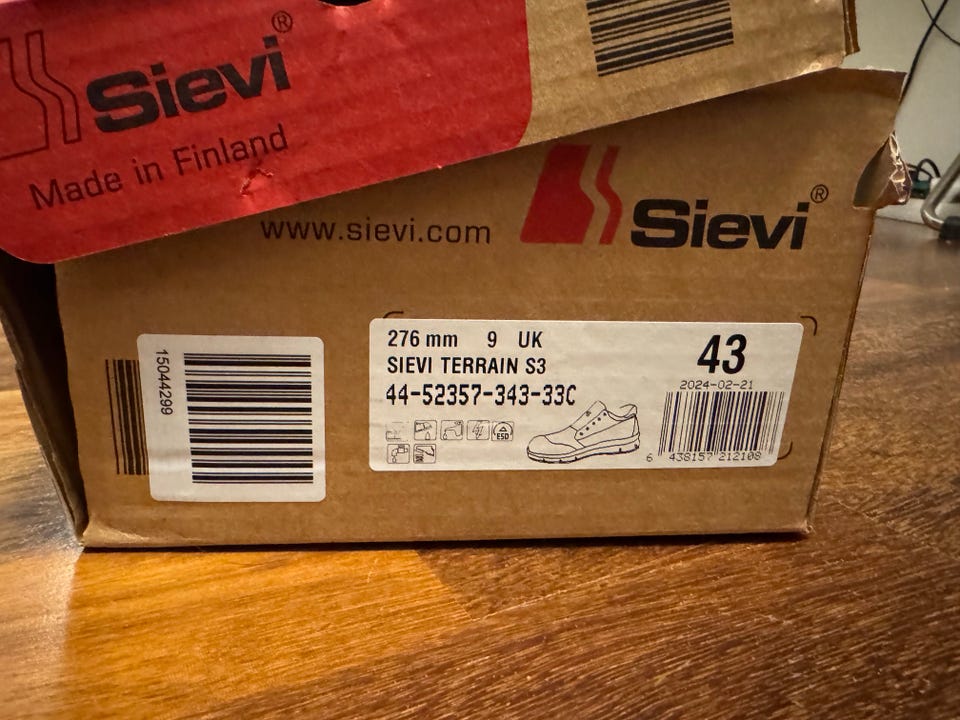 Sievi®
Made in Finland
www.sievi.com
Sievi®
15044299
276 mm 9 UK
SIEVI TERRAIN S3
44-52357-343-33C
43
2024-02-21
ESD
6 438157 212108